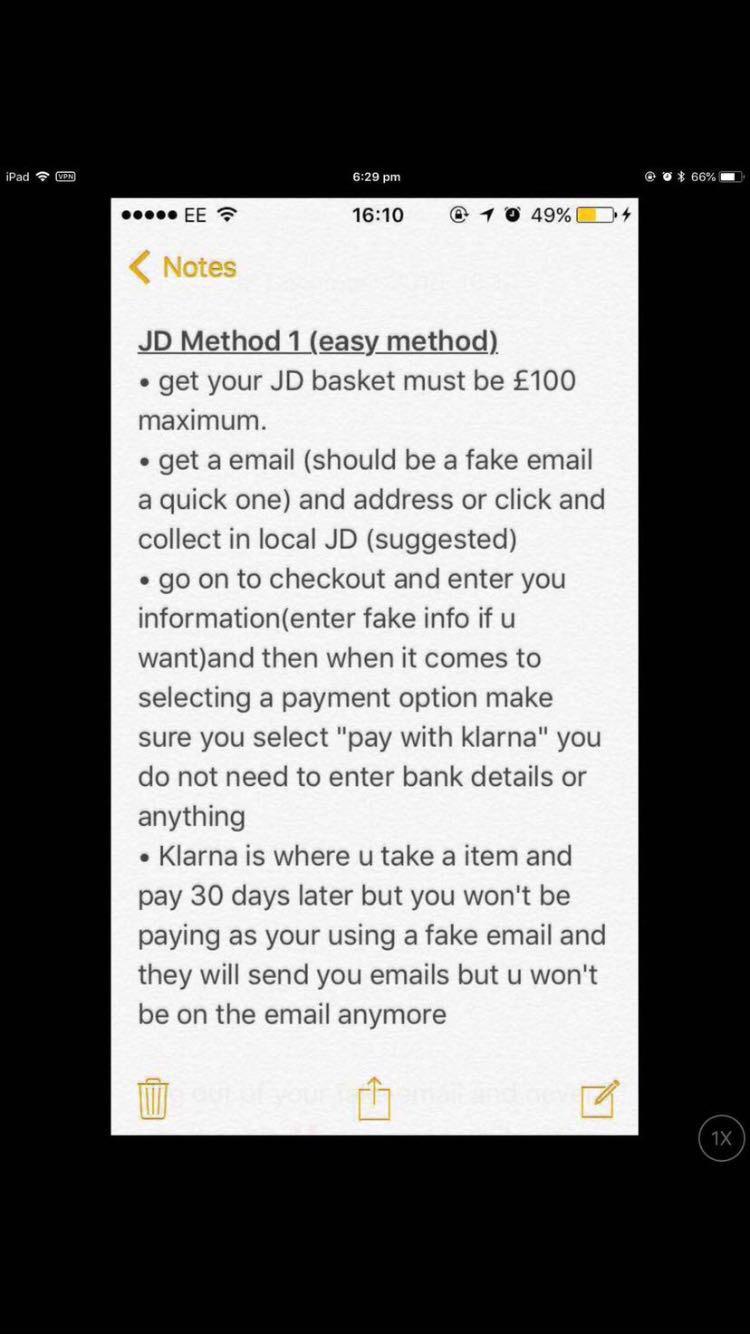 iPad VPN 6:29 pm 66%
EE 16:10 49%
Notes
JD Method 1 (easy method)
• get your JD basket must be £100
maximum.
• get a email (should be a fake email
a quick one) and address or click and
collect in local JD (suggested)
• go on to checkout and enter you
information(enter fake info if u
want)and then when it comes to
selecting a payment option make
sure you select "pay with klarna" you
do not need to enter bank details or
anything
• Klarna is where u take a item and
pay 30 days later but you won't be
paying as your using a fake email and
they will send you emails but u won't
be on the email anymore
out of your fake email and never
1X